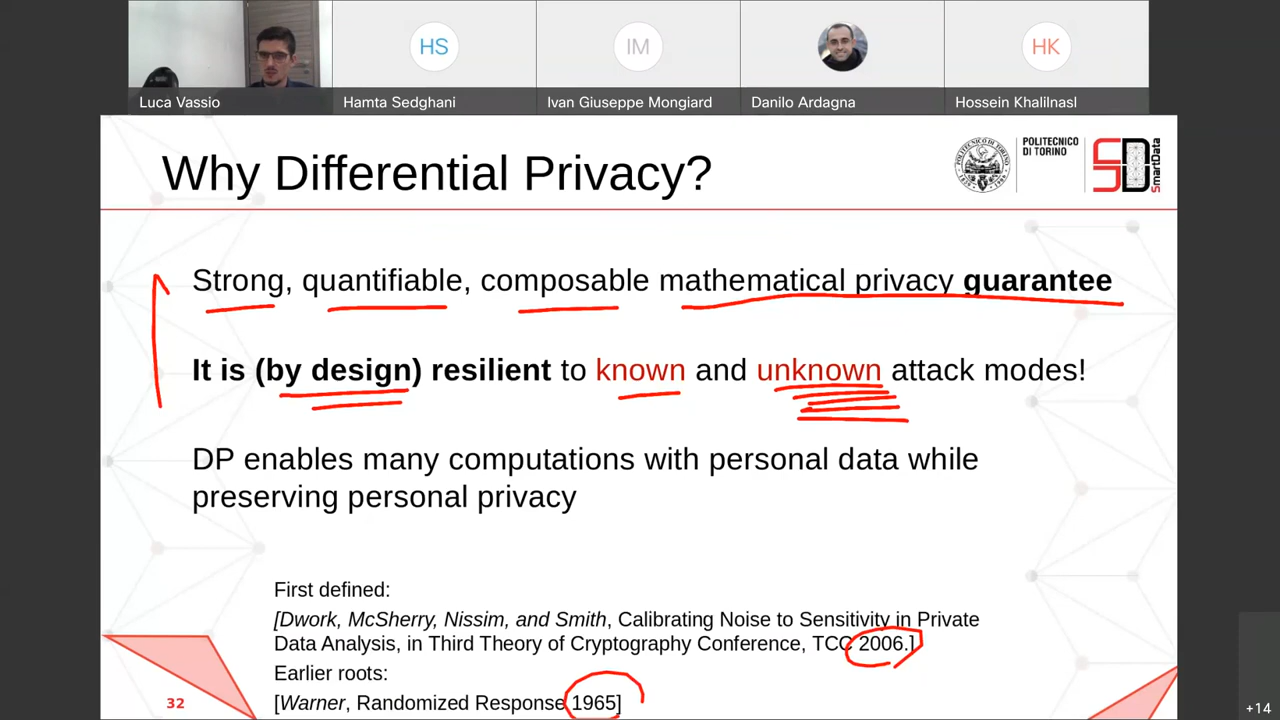 HS
IM
HK
Luca Vassio
Hamta Sedghani
Ivan Giuseppe Mongiard
Danilo Ardagna
Hossein Khalilnasl
Why Differential Privacy?
POLITECNICO
DI TORINO
SD
SmartData
Strong, quantifiable, composable mathematical privacy guarantee
It is (by design) resilient to known and unknown attack modes!
DP enables many computations with personal data while
preserving personal privacy
First defined:
[Dwork, McSherry, Nissim, and Smith, Calibrating Noise to Sensitivity in Private
Data Analysis, in Third Theory of Cryptography Conference, TCC 2006.]
Earlier roots:
[Warner, Randomized Response 1965]
32
+14